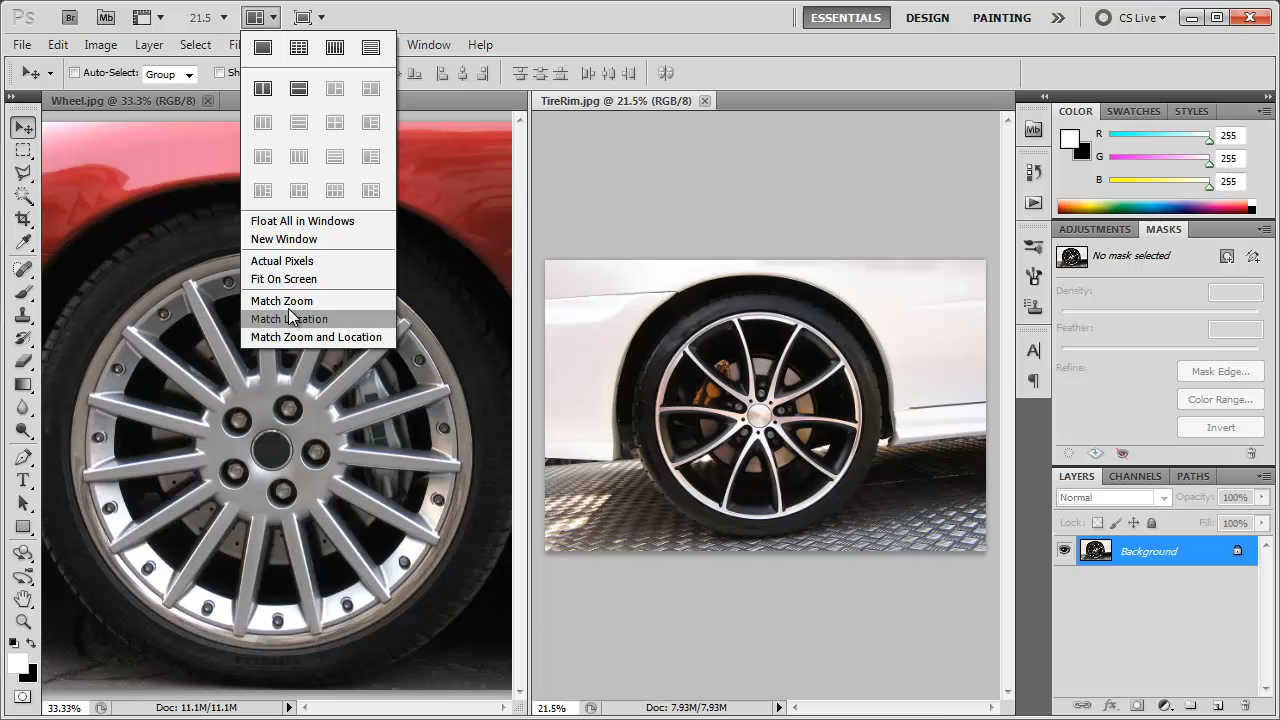 Ps Br Mb 21.5 ESSENTIALS DESIGN PAINTING CS Live
File Edit Image Layer Select Window Help
Auto-Select: Group
Wheel.jpg @ 33.3% (RGB/8)
TireRim.jpg @ 21.5% (RGB/8)
Float All in Windows
New Window
Actual Pixels
Fit On Screen
Match Zoom
Match Location
Match Zoom and Location
Mb
COLOR SWATCHES STYLES
R 255
G 255
B 255
ADJUSTMENTS MASKS
No mask selected
Density:
Feather:
Refine: Mask Edge...
Color Range...
Invert
LAYERS CHANNELS PATHS
Normal Opacity: 100%
Lock: Fill: 100%
Background
33.33% Doc: 11.1M/11.1M
21.5% Doc: 7.93M/7.93M